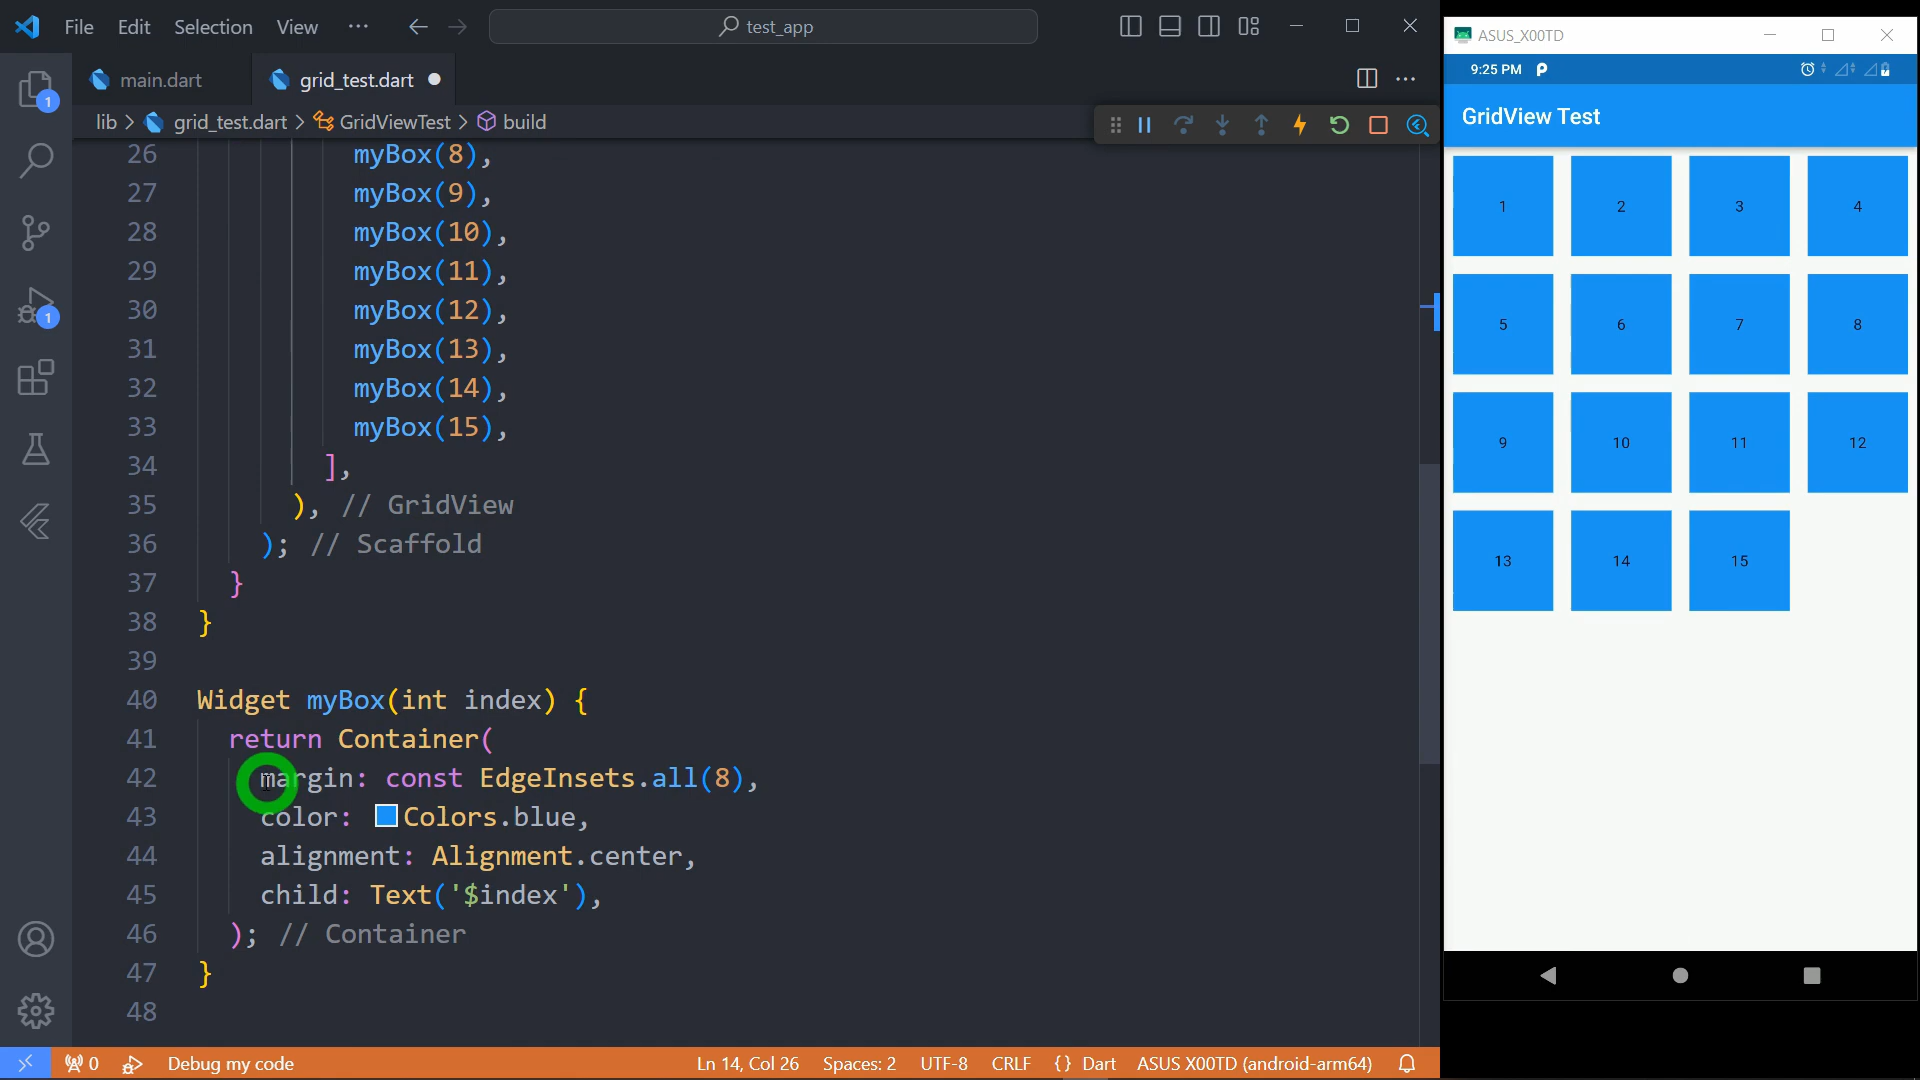 File Edit Selection View ··· test_app
main.dart grid_test.dart
lib > grid_test.dart > GridViewTest > build
26 myBox(8),
27 myBox(9),
28 myBox(10),
29 myBox(11),
30 myBox(12),
31 myBox(13),
32 myBox(14),
33 myBox(15),
34 ],
35 ), // GridView
36 ); // Scaffold
37 }
38 }
39
40 Widget myBox(int index) {
41 return Container(
42 margin: const EdgeInsets.all(8),
43 color: Colors.blue,
44 alignment: Alignment.center,
45 child: Text('$index'),
46 ); // Container
47 }
48
1
1
0 Debug my code Ln 14, Col 26 Spaces: 2 UTF-8 CRLF {} Dart ASUS X00TD (android-arm64)
ASUS_X00TD
9:25 PM
GridView Test
1 2 3 4
5 6 7 8
9 10 11 12
13 14 15